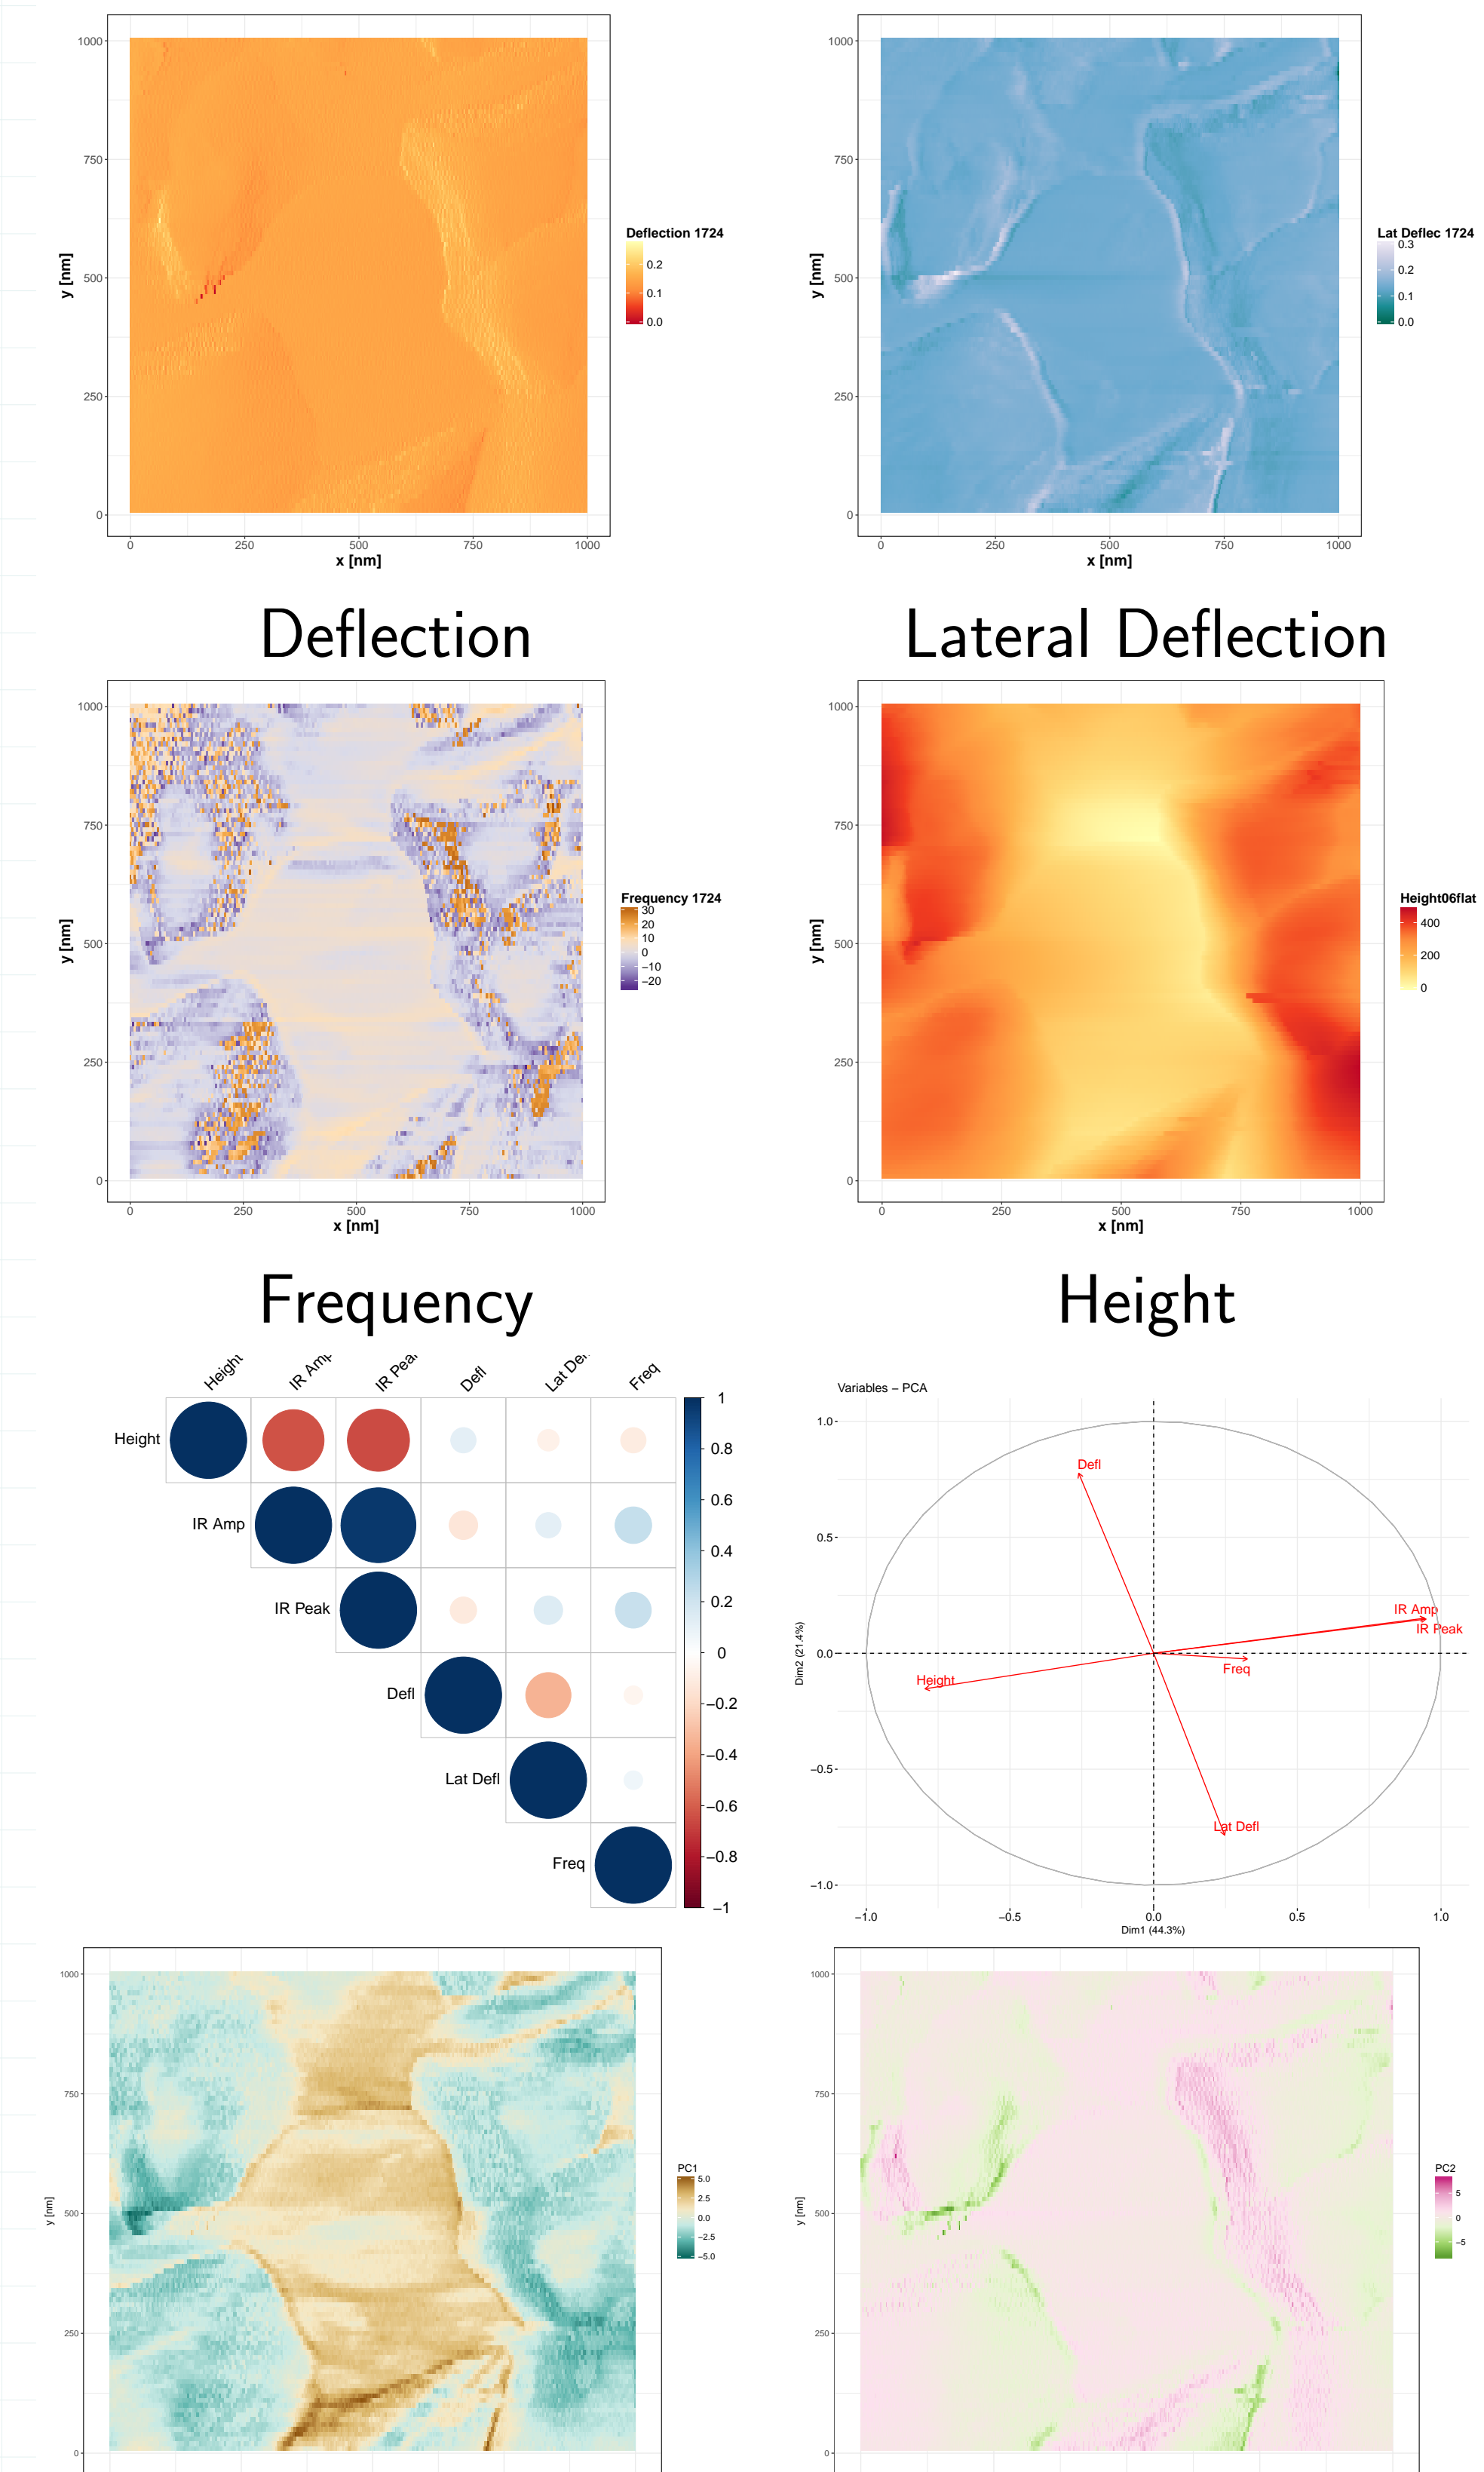 1000
750
500
250
0
y [nm]
0 250 500 750 1000
x [nm]
Deflection 1724
0.2
0.1
0.0
1000
750
500
250
0
y [nm]
0 250 500 750 1000
x [nm]
Lat Deflec 1724
0.3
0.2
0.1
0.0
Deflection
Lateral Deflection
1000
750
500
250
0
y [nm]
0 250 500 750 1000
x [nm]
Frequency 1724
30
20
10
0
−10
−20
1000
750
500
250
0
y [nm]
0 250 500 750 1000
x [nm]
Height06flat
400
200
0
Frequency
Height
Height IR Amp IR Peak Defl Lat Defl Freq
Height
IR Amp
IR Peak
Defl
Lat Defl
Freq
1
0.8
0.6
0.4
0.2
0
−0.2
−0.4
−0.6
−0.8
−1
Variables − PCA
1.0
0.5
0.0
−0.5
−1.0
Dim2 (21.4%)
Defl
IR Amp
IR Peak
Freq
Height
Lat Defl
−1.0 −0.5 0.0 0.5 1.0
Dim1 (44.3%)
1000
750
500
250
0
y [nm]
PC1
5.0
2.5
0.0
−2.5
−5.0
1000
750
500
250
0
y [nm]
PC2
5
0
−5